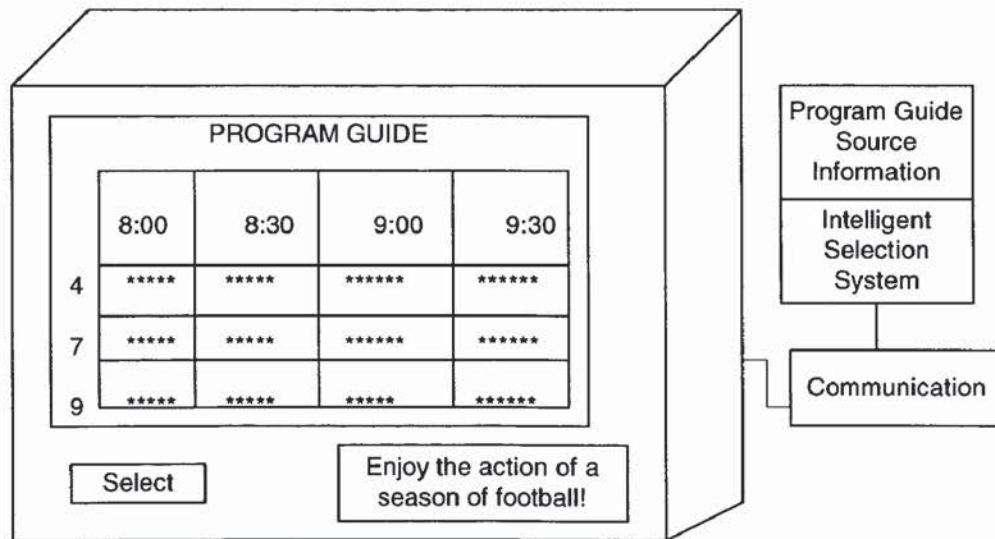 PROGRAM GUIDE
8:00 8:30 9:00 9:30
4 ***** ***** ****** ******
7 ***** ***** ****** ******
9 ***** ***** ***** ******
Select
Enjoy the action of a
season of football!
Program Guide
Source
Information
Intelligent
Selection
System
Communication